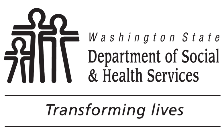 Washington State
Department of Social
& Health Services
Transforming lives